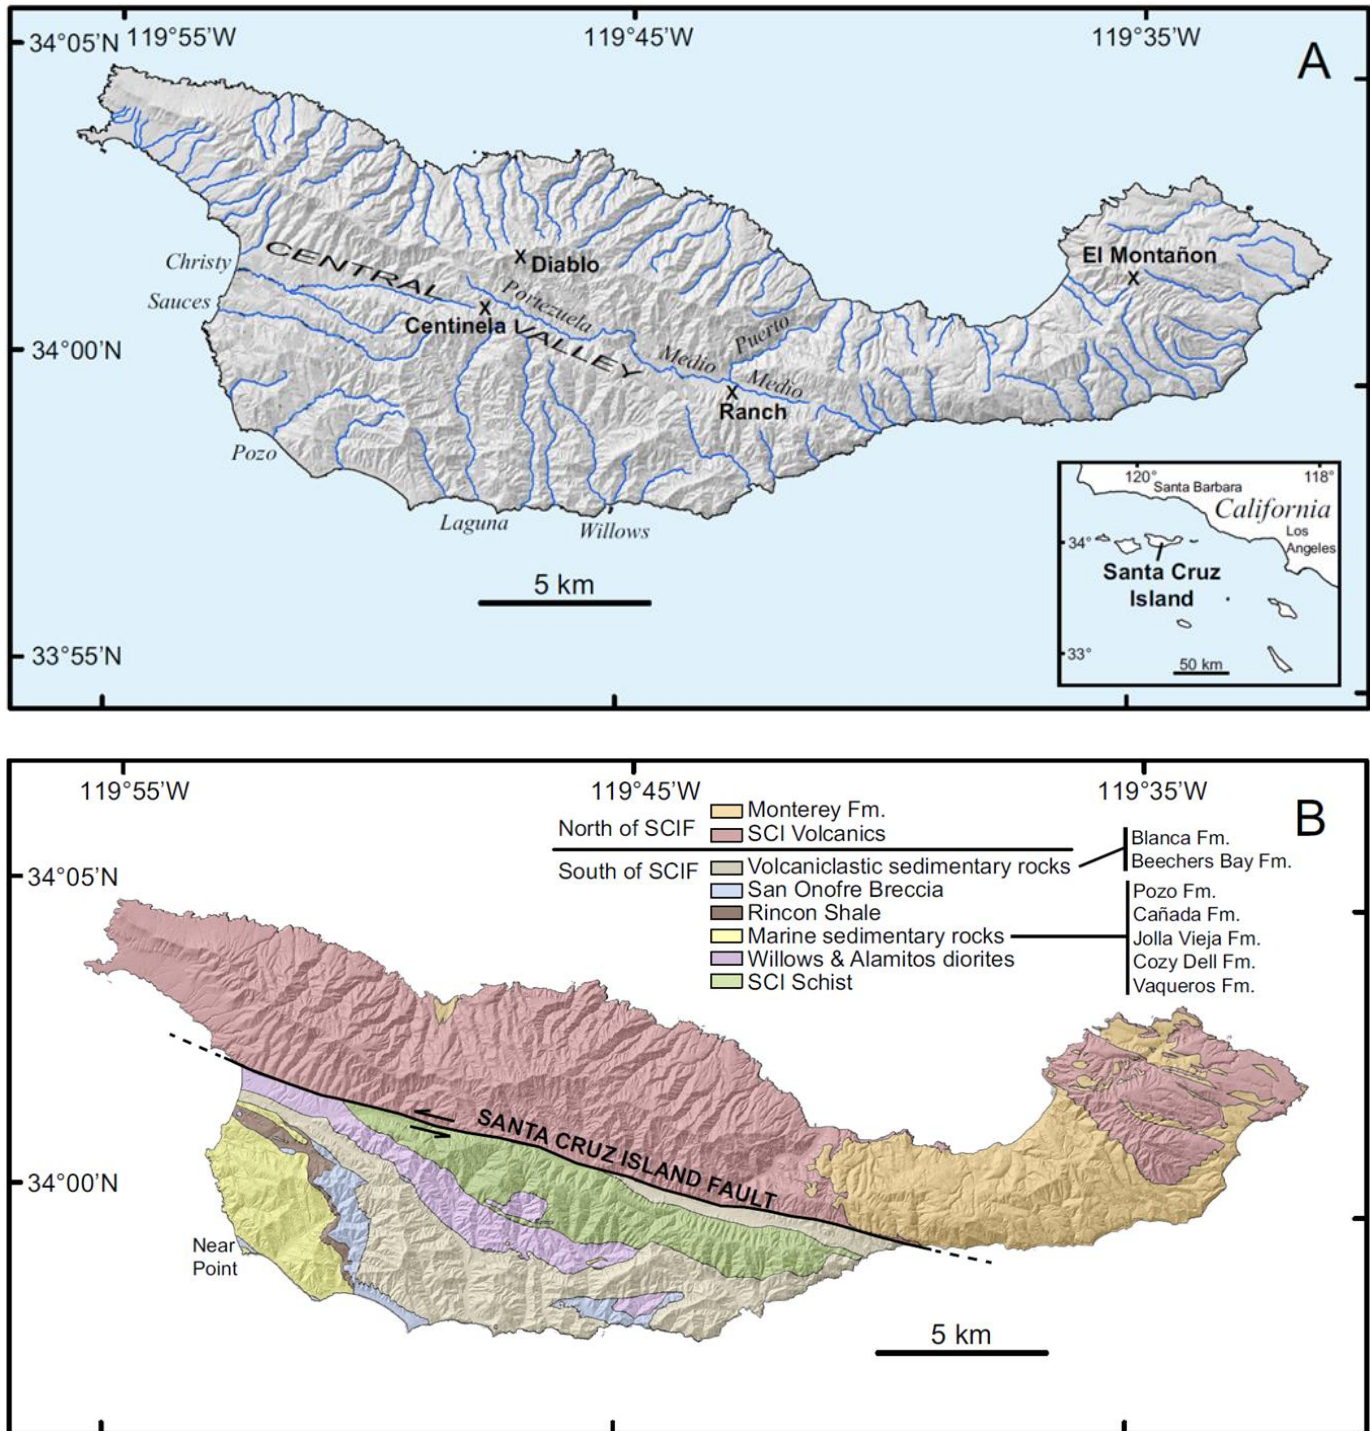 119°55'W
119°45'W
119°35'W
A
34°05'N
Christy
CENTRAL
Diablo
El Montañon
Sauces
Portezuela
Centinela
VALLEY
Puerto
34°00'N
Medio
Medio
Ranch
Pozo
Laguna
Willows
5 km
33°55'N
120°
118°
Santa Barbara
California
Los
Angeles
34°
Santa Cruz
Island
33°
50 km
119°55'W
119°45'W
119°35'W
B
North of SCIF
Monterey Fm.
SCI Volcanics
South of SCIF
Volcaniclastic sedimentary rocks
San Onofre Breccia
Rincon Shale
Marine sedimentary rocks
Willows & Alamitos diorites
SCI Schist
Blanca Fm.
Beechers Bay Fm.
Pozo Fm.
Cañada Fm.
Jolla Vieja Fm.
Cozy Dell Fm.
Vaqueros Fm.
34°05'N
SANTA CRUZ ISLAND FAULT
34°00'N
Near
Point
5 km